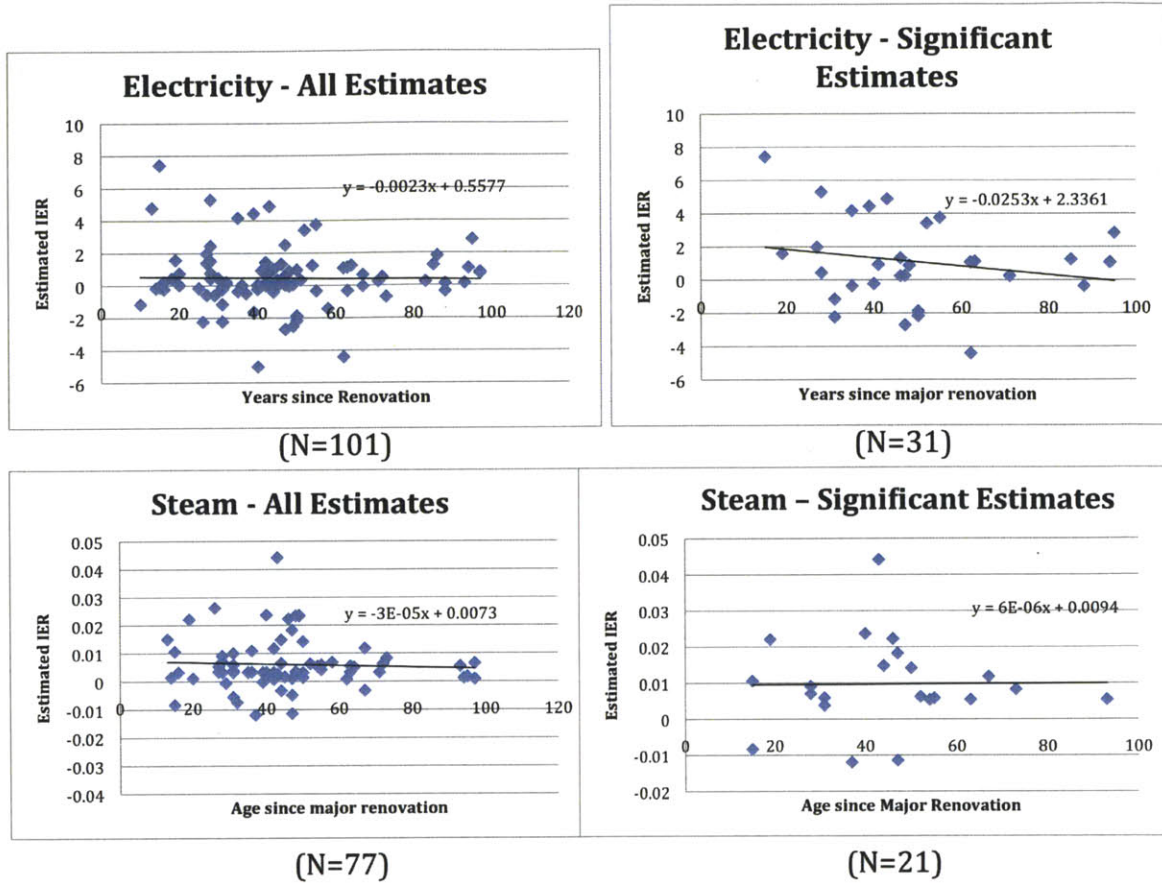 Electricity - All Estimates
10
8
6
4
2
0
-2
-4
-6
0
20
40
60
80
100
120
y = -0.0023x + 0.5577
Estimated IER
Years since Renovation
(N=101)
Electricity - Significant
Estimates
10
8
6
4
2
0
-2
-4
-6
0
20
40
60
80
100
y = -0.0253x + 2.3361
Estimated IER
Years since major renovation
(N=31)
Steam - All Estimates
0.05
0.04
0.03
0.02
0.01
0
-0.01
-0.02
-0.03
-0.04
0
20
40
60
80
100
120
y = -3E-05x + 0.0073
Estimated IER
Age since major renovation
(N=77)
Steam – Significant Estimates
0.05
0.04
0.03
0.02
0.01
0
-0.01
-0.02
0
20
40
60
80
100
y = 6E-06x + 0.0094
Estimated IER
Age since Major Renovation
(N=21)